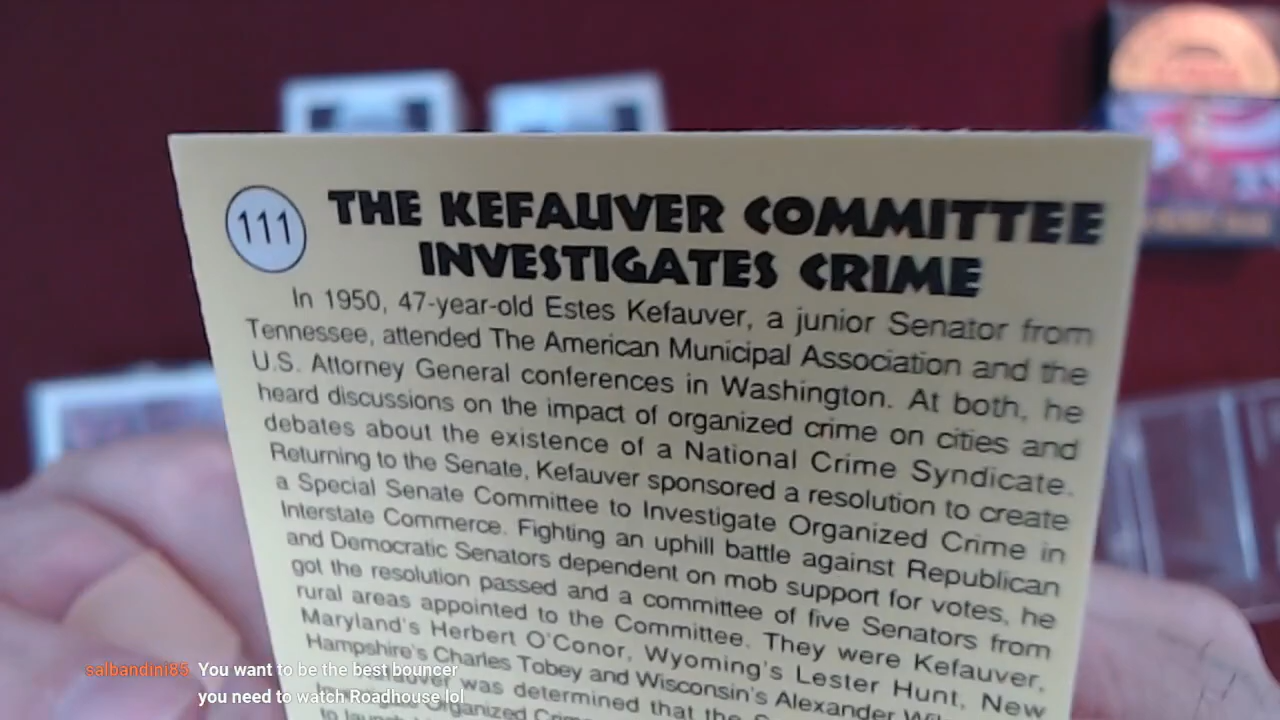 111
THE KEFAUVER COMMITTEE
INVESTIGATES CRIME
In 1950, 47-year-old Estes Kefauver, a junior Senator from
Tennessee, attended The American Municipal Association and the
U.S. Attorney General conferences in Washington. At both, he
heard discussions on the impact of organized crime on cities and
debates about the existence of a National Crime Syndicate.
Returning to the Senate, Kefauver sponsored a resolution to create
a Special Senate Committee to Investigate Organized Crime in
Interstate Commerce. Fighting an uphill battle against Republican
and Democratic Senators dependent on mob support for votes, he
got the resolution passed and a committee of five Senators from
rural areas appointed to the Committee. They were Kefauver,
Maryland's Herbert O'Conor, Wyoming's Lester Hunt, New
Hampshire's Charles Tobey and Wisconsin's Alexander
was determined that the
to Organized
salbandini85 You want to be the best bouncer
you need to watch Roadhouse lol